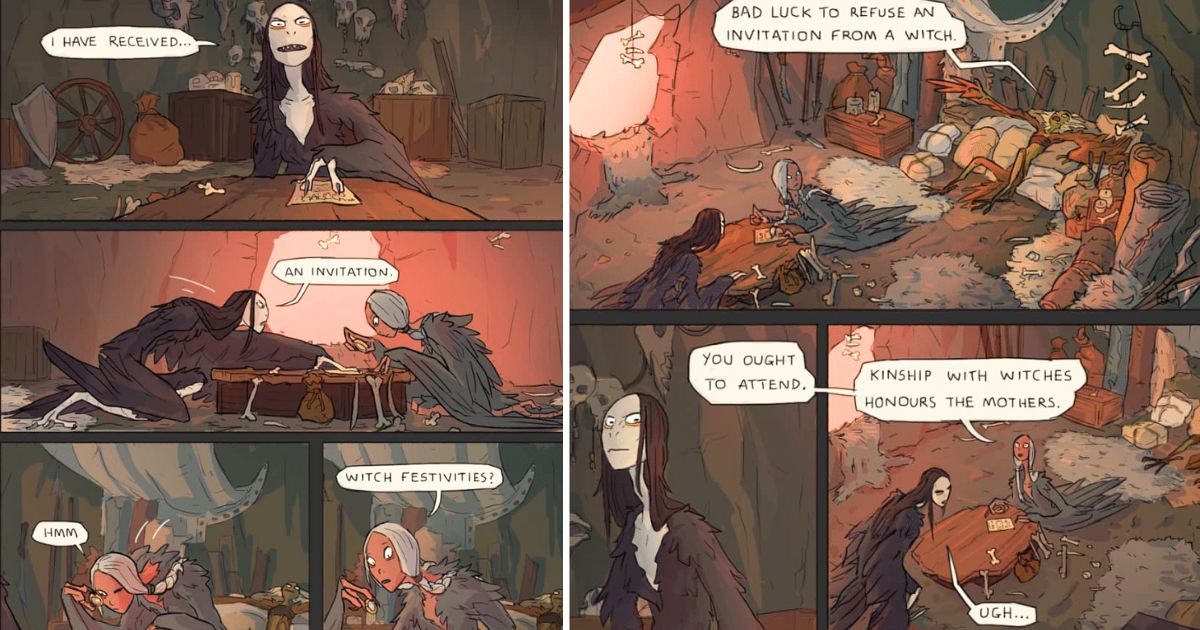 I HAVE RECEIVED...
AN INVITATION.
HMM
WITCH FESTIVITIES?
BAD LUCK TO REFUSE AN
INVITATION FROM A WITCH.
YOU OUGHT
TO ATTEND.
KINSHIP WITH WITCHES
HONOURS THE MOTHERS.
UGH...